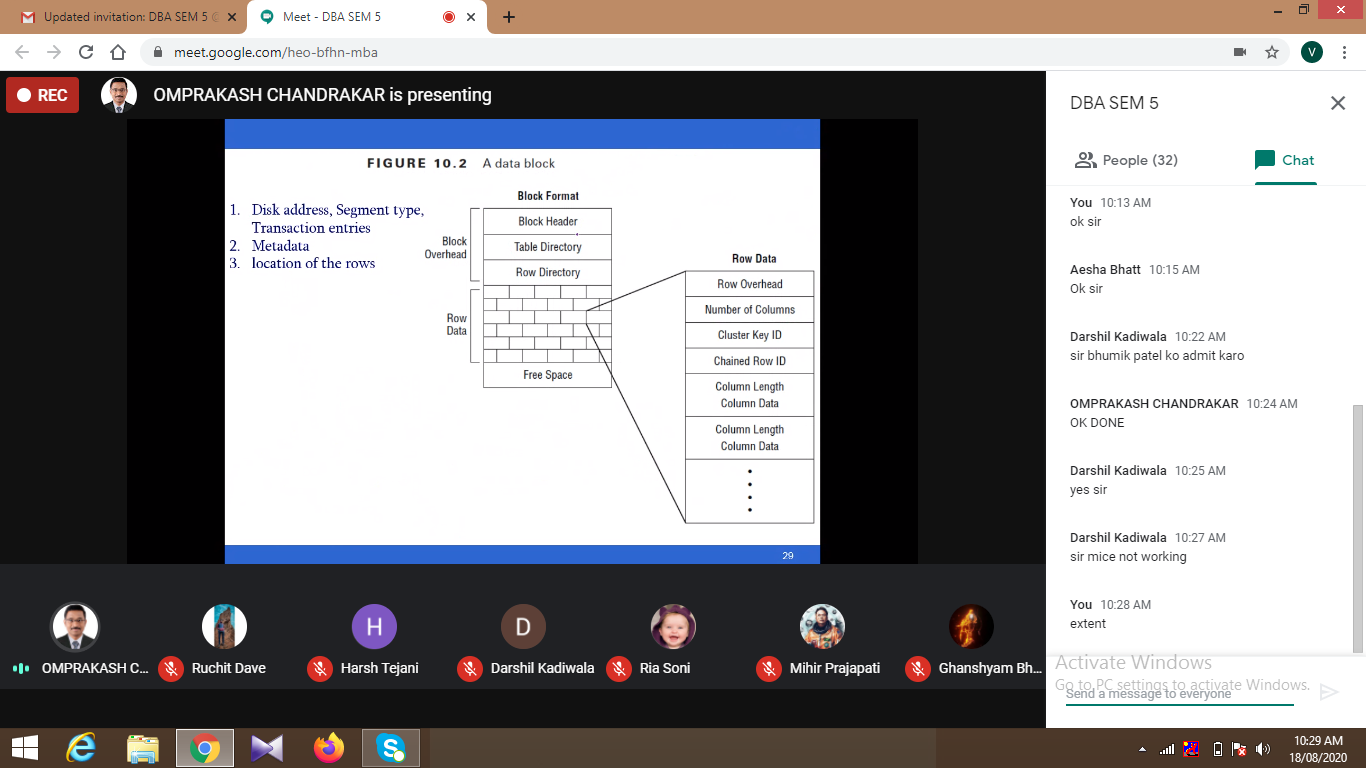 Updated invitation: DBA SEM 5
Meet - DBA SEM 5
meet.google.com/heo-bfhn-mba
V
REC
OMPRAKASH CHANDRAKAR is presenting
FIGURE 10.2 A data block
1. Disk address, Segment type,
Transaction entries
2. Metadata
3. location of the rows
Block Format
Block
Overhead
Block Header
Table Directory
Row Directory
Row
Data
Free Space
Row Data
Row Overhead
Number of Columns
Cluster Key ID
Chained Row ID
Column Length
Column Data
Column Length
Column Data
29
OMPRAKASH C...
Ruchit Dave
H
Harsh Tejani
D
Darshil Kadiwala
Ria Soni
Mihir Prajapati
Ghanshyam Bh...
DBA SEM 5
People (32)
Chat
You 10:13 AM
ok sir
Aesha Bhatt 10:15 AM
Ok sir
Darshil Kadiwala 10:22 AM
sir bhumik patel ko admit karo
OMPRAKASH CHANDRAKAR 10:24 AM
OK DONE
Darshil Kadiwala 10:25 AM
yes sir
Darshil Kadiwala 10:27 AM
sir mice not working
You 10:28 AM
extent
Activate Windows
Go to PC settings to activate Windows.
Send a message to everyone
10:29 AM
18/08/2020